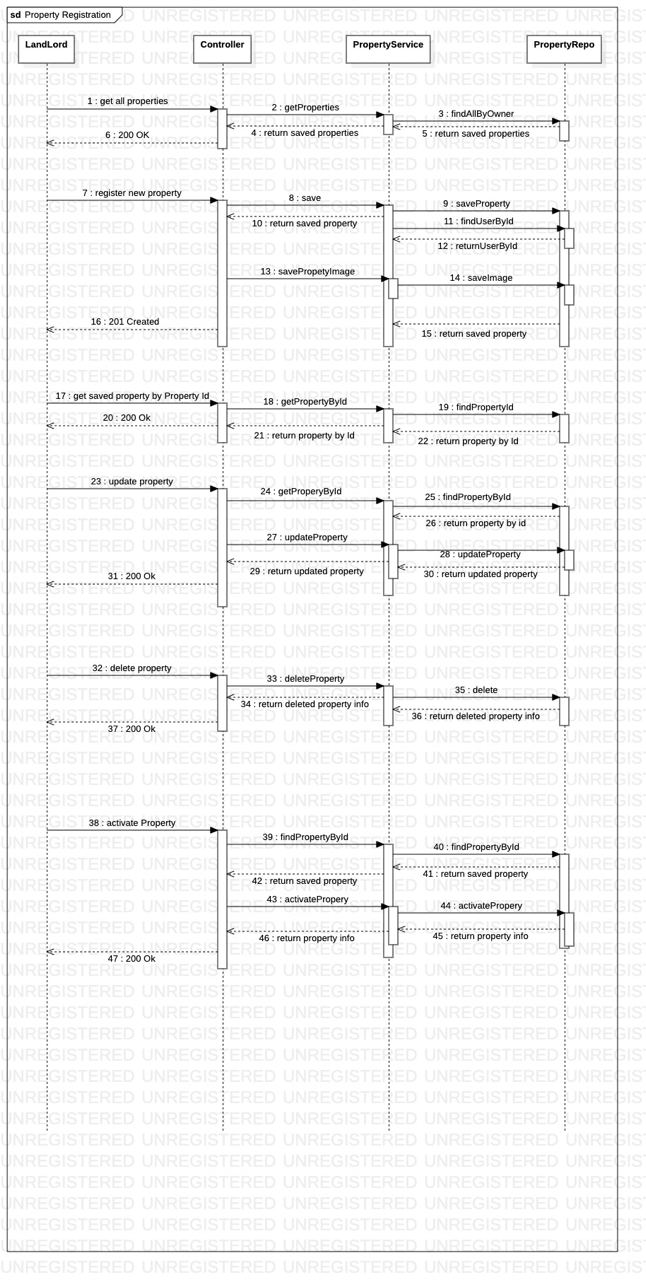 sd Property Registration
LandLord
Controller
PropertyService
PropertyRepo
1 : get all properties
2 : getProperties
3 : findAllByOwner
4 : return saved properties
5 : return saved properties
6 : 200 OK
7 : register new property
8 : save
9 : saveProperty
10 : return saved property
11 : findUserById
12 : returnUserById
13 : savePropetyImage
14 : saveImage
15 : return saved property
16 : 201 Created
17 : get saved property by Property Id
18 : getPropertyById
19 : findPropertyId
20 : 200 Ok
21 : return property by Id
22 : return property by Id
23 : update property
24 : getProperyById
25 : findPropertyById
26 : return property by id
27 : updateProperty
28 : updateProperty
29 : return updated property
30 : return updated property
31 : 200 Ok
32 : delete property
33 : deleteProperty
34 : return deleted property info
35 : delete
36 : return deleted property info
37 : 200 Ok
38 : activate Property
39 : findPropertyById
40 : findPropertyById
41 : return saved property
42 : return saved property
43 : activatePropery
44 : activatePropery
45 : return property info
46 : return property info
47 : 200 Ok
UNREGISTERED